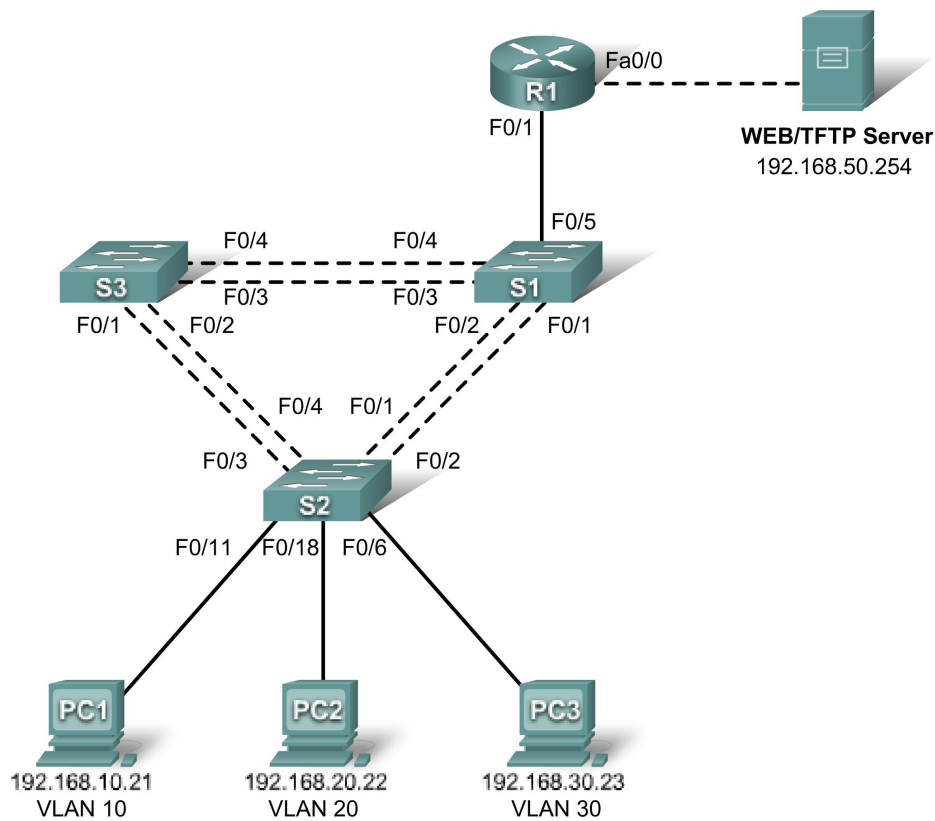 Fa0/0
R1
F0/1
WEB/TFTP Server
192.168.50.254
F0/5
F0/4
F0/4
S3
S1
F0/3
F0/3
F0/1
F0/2
F0/2
F0/1
F0/4
F0/1
F0/3
F0/2
S2
F0/11
F0/18
F0/6
PC1
PC2
PC3
192.168.10.21
192.168.20.22
192.168.30.23
VLAN 10
VLAN 20
VLAN 30